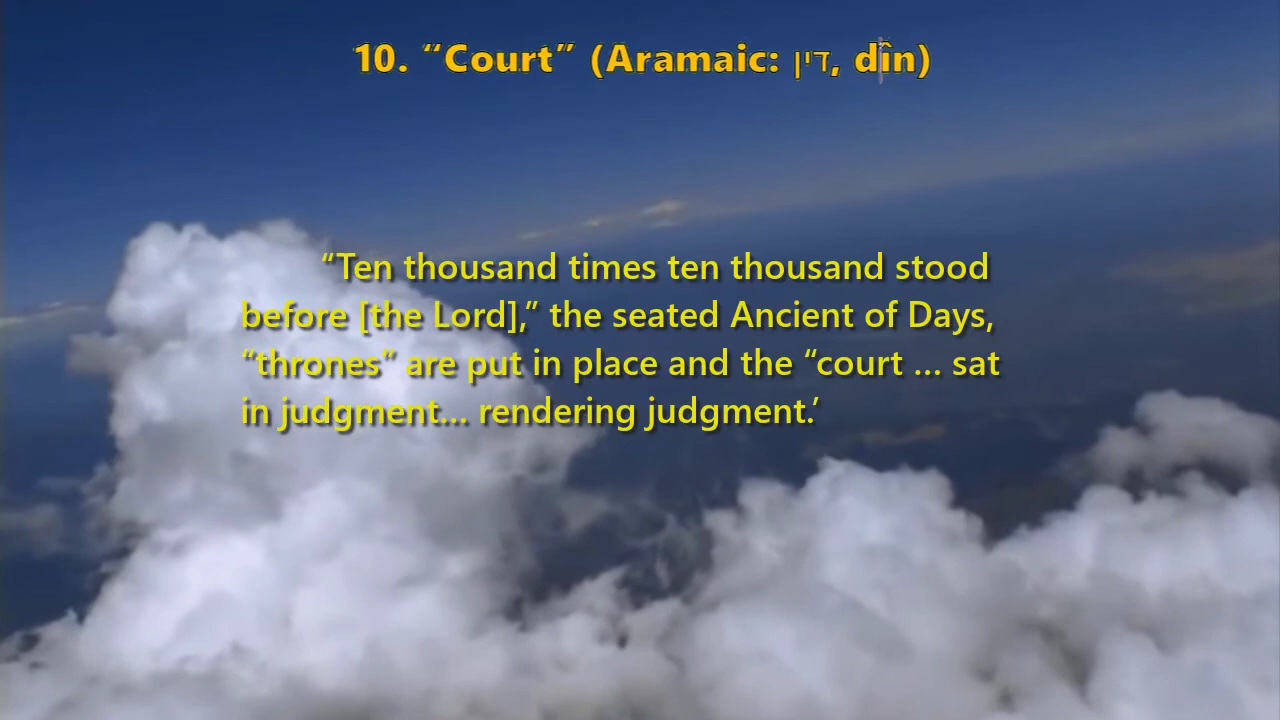 10. “Court” (Aramaic: דין, dîn)
“Ten thousand times ten thousand stood
before [the Lord],” the seated Ancient of Days,
“thrones” are put in place and the “court … sat
in judgment… rendering judgment.’